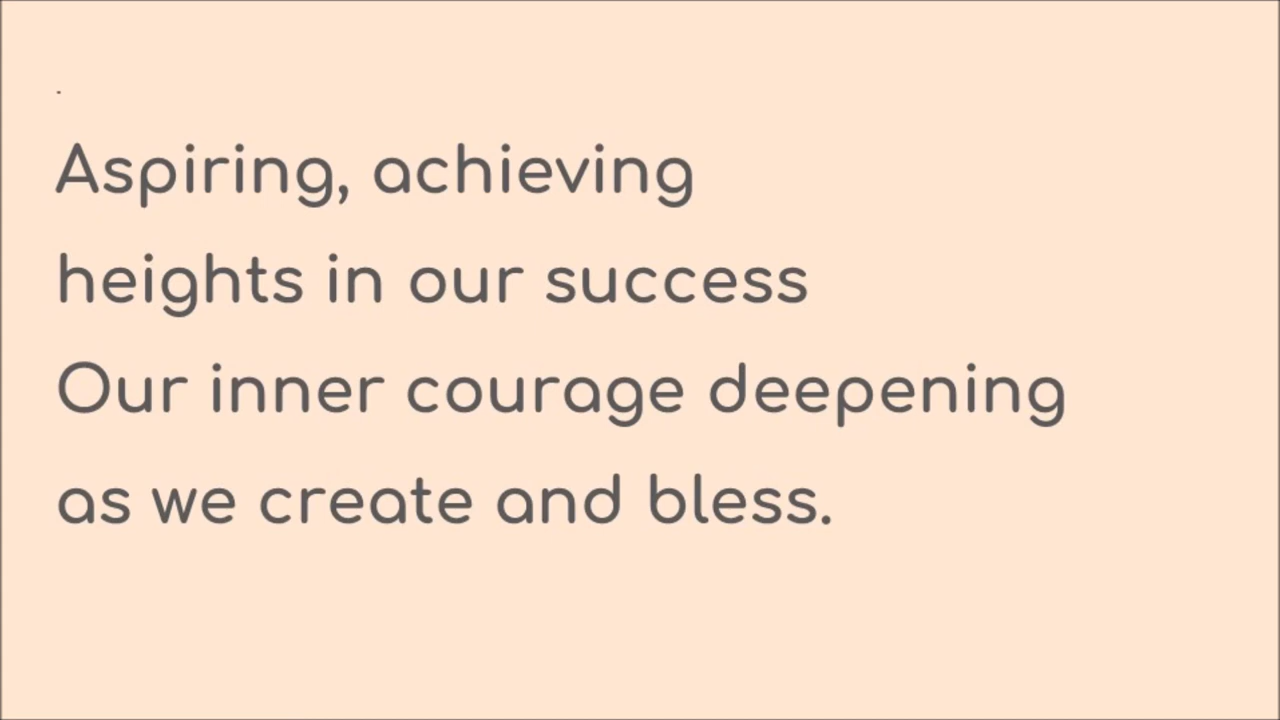 .
Aspiring, achieving
heights in our success
Our inner courage deepening
as we create and bless.